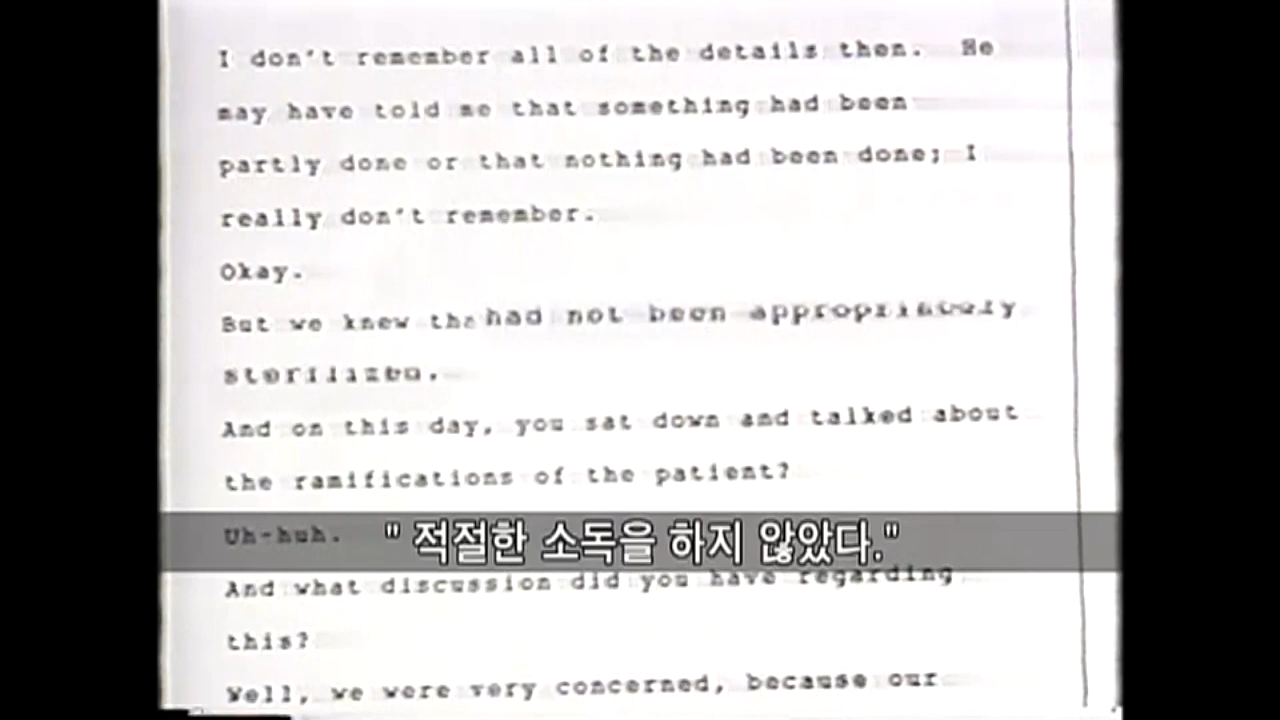 I don't remember all of the details then. He
may have told me that something had been
partly done or that nothing had been done; I
really don't remember.
Okay.
But we knew tha had not been appropriately
sterilized.
And on this day, you sat down and talked about
the ramifications of the patient?
Uh-huh.
" 적절한 소독을 하지 않았다."
And what discussion did you have regarding
this?
Well, we were very concerned, because our